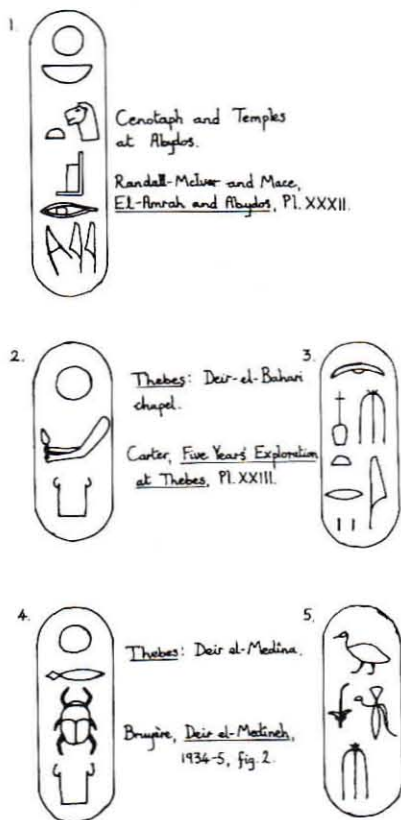 1.
Cenotaph and Temples
at Abydos.
Randall-McIver and Mace,
El-Amrah and Abydos, Pl. XXXII.
2.
Thebes: Deir-el-Bahari
chapel.
Carter, Five Years' Exploration
at Thebes, Pl. XXIII.
3.
4.
Thebes: Deir el-Medina.
Bruyère, Deir el-Médineh,
1934-5, fig. 2.
5.